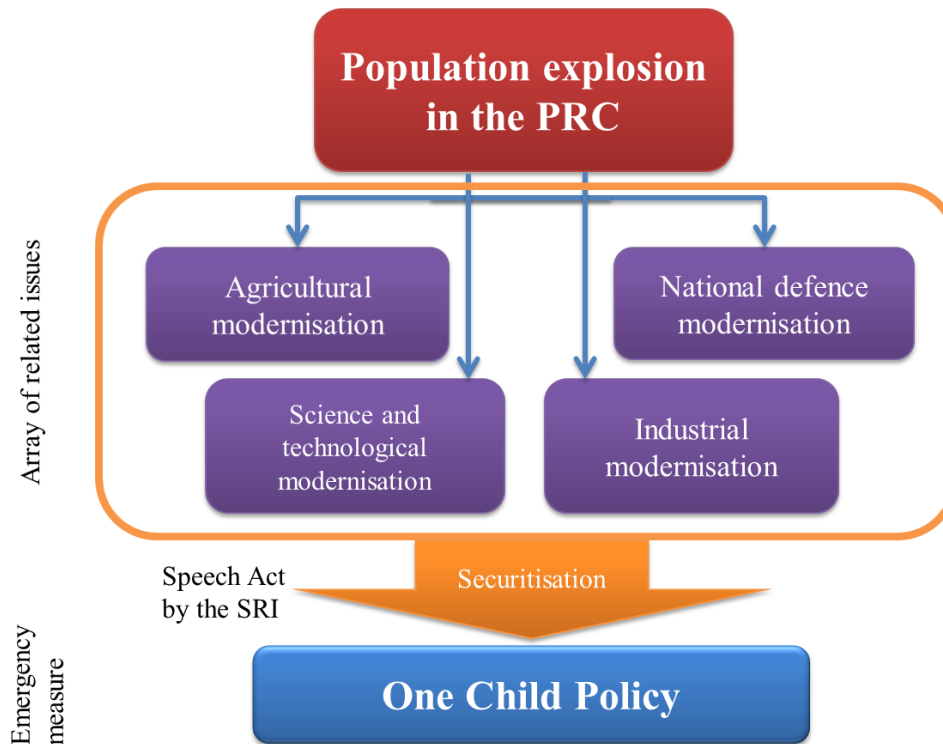 Population explosion
in the PRC
Array of related issues
Agricultural
modernisation
National defence
modernisation
Science and
technological
modernisation
Industrial
modernisation
Speech Act
by the SRI
Securitisation
Emergency
measure
One Child Policy